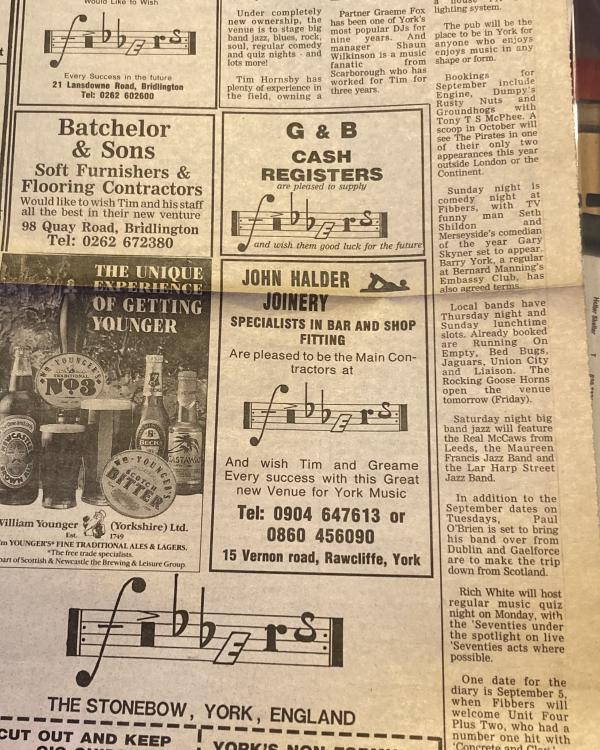 Would Like to Wish
fibbers
Every Success in the future
21 Lansdowne Road, Bridlington
Tel: 0262 602600
Batchelor
& Sons
Soft Furnishers &
Flooring Contractors
Would like to wish Tim and his staff
all the best in their new venture
98 Quay Road, Bridlington
Tel: 0262 672380
THE UNIQUE
EXPERIENCE
OF GETTING
YOUNGER
Wm YOUNGER'S
TRADITIONAL
No3
NEWCASTLE
BECK'S
Wm YOUNGER'S
SCOTCH
BITTER
William Younger (Yorkshire) Ltd.
Est. 1749
Wm YOUNGER'S* FINE TRADITIONAL ALES & LAGERS.
*The free trade specialists.
part of Scottish & Newcastle the Brewing & Leisure Group.
Under completely
new ownership, the
venue is to stage big
band jazz, blues, rock,
soul, regular comedy
and quiz nights - and
lots more!
Tim Hornsby has
plenty of experience in
the field, owning a
Partner Graeme Fox
has been one of York's
most popular DJs for
nine years. And
manager Shaun
Wilkinson is a music
fanatic from
Scarborough who has
worked for Tim for
three years.
G & B
CASH
REGISTERS
are pleased to supply
fibbers
and wish them good luck for the future
JOHN HALDER
JOINERY
SPECIALISTS IN BAR AND SHOP
FITTING
Are pleased to be the Main Con-
tractors at
fibbers
And wish Tim and Greame
Every success with this Great
new Venue for York Music
Tel: 0904 647613 or
0860 456090
15 Vernon road, Rawcliffe, York
lighting system.
The pub will be the
place to be in York for
anyone who enjoys
enjoys music in any
shape or form.
Bookings for
September include
Engine, Dumpy's
Rusty Nuts and
Groundhogs with
Tony T S McPhee. A
scoop in October will
see The Pirates in one
of their only two
appearances this year
outside London or the
Continent.
Sunday night is
comedy night at
Fibbers, with TV
funny man Seth
Shildon and
Merseyside's comedian
of the year Gary
Skyner set to appear.
Barry York, a regular
at Bernard Manning's
Embassy Club, has
also agreed terms.
Local bands have
Thursday night and
Sunday lunchtime
slots. Already booked
are Running On
Empty, Bed Bugs,
Jaguars, Union City
and Liaison. The
Rocking Goose Horns
open the venue
tomorrow (Friday).
Saturday night big
band jazz will feature
the Real McCaws from
Leeds, the Maureen
Francis Jazz Band and
the Lar Harp Street
Jazz Band.
In addition to the
September dates on
Tuesdays, Paul
O'Brien is set to bring
his band over from
Dublin and Gaelforce
are to make the trip
down from Scotland.
Rich White will host
regular music quiz
night on Monday, with
the 'Seventies under
the spotlight on live
'Seventies acts where
possible.
One date for the
diary is September 5,
when Fibbers will
welcome Unit Four
Plus Two, who had a
number one hit with
'Concrete and Clay'
fibbers
THE STONEBOW, YORK, ENGLAND
CUT OUT AND KEEP